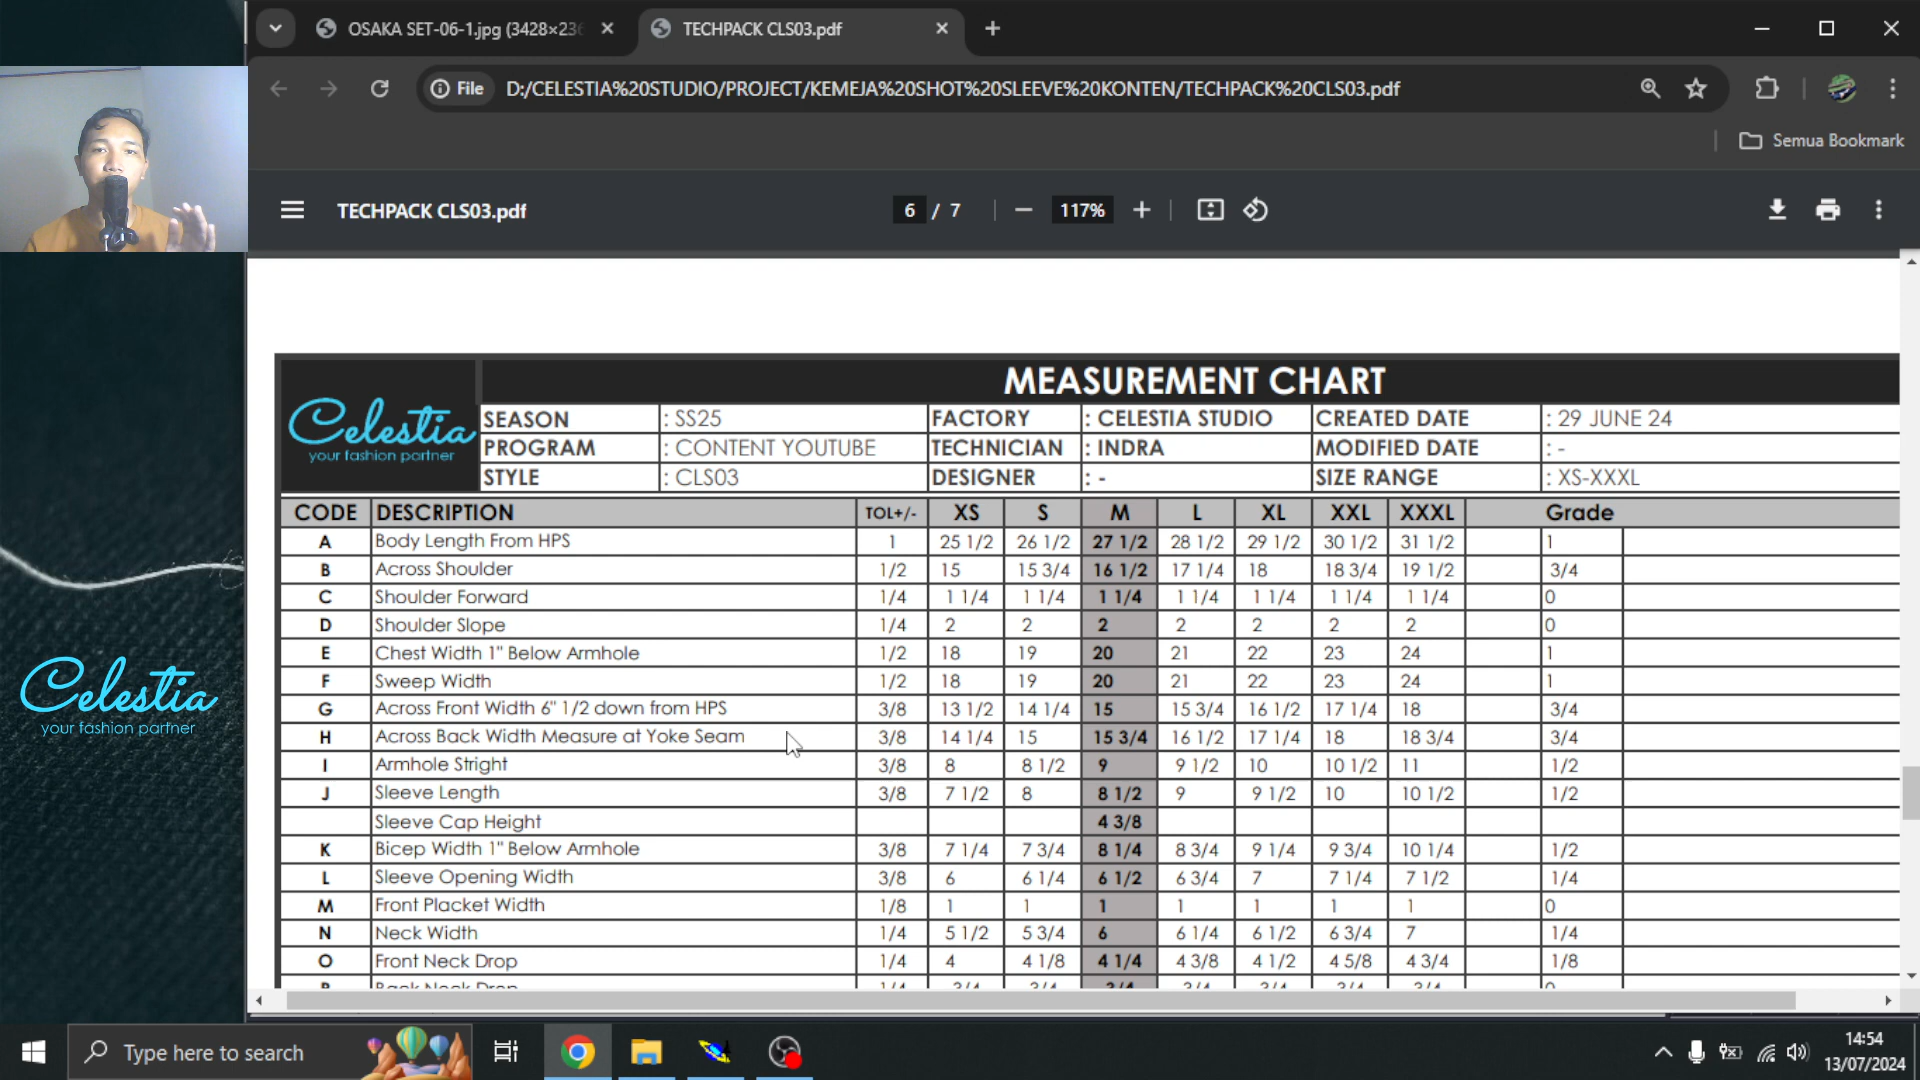 OSAKA SET-06-1.jpg (3428×236
TECHPACK CLS03.pdf
File
D:/CELESTIA%20STUDIO/PROJECT/KEMEJA%20SHOT%20SLEEVE%20KONTEN/TECHPACK%20CLS03.pdf
Semua Bookmark
TECHPACK CLS03.pdf
6 / 7
117%
MEASUREMENT CHART
Celestia
your fashion partner
SEASON : SS25 FACTORY : CELESTIA STUDIO CREATED DATE : 29 JUNE 24
PROGRAM : CONTENT YOUTUBE TECHNICIAN : INDRA MODIFIED DATE : -
STYLE : CLS03 DESIGNER : - SIZE RANGE : XS-XXXL
CODE DESCRIPTION TOL+/- XS S M L XL XXL XXXL Grade
A Body Length From HPS 1 25 1/2 26 1/2 27 1/2 28 1/2 29 1/2 30 1/2 31 1/2 1
B Across Shoulder 1/2 15 15 3/4 16 1/2 17 1/4 18 18 3/4 19 1/2 3/4
C Shoulder Forward 1/4 1 1/4 1 1/4 1 1/4 1 1/4 1 1/4 1 1/4 1 1/4 0
D Shoulder Slope 1/4 2 2 2 2 2 2 2 0
E Chest Width 1" Below Armhole 1/2 18 19 20 21 22 23 24 1
F Sweep Width 1/2 18 19 20 21 22 23 24 1
G Across Front Width 6" 1/2 down from HPS 3/8 13 1/2 14 1/4 15 15 3/4 16 1/2 17 1/4 18 3/4
H Across Back Width Measure at Yoke Seam 3/8 14 1/4 15 15 3/4 16 1/2 17 1/4 18 18 3/4 3/4
I Armhole Stright 3/8 8 8 1/2 9 9 1/2 10 10 1/2 11 1/2
J Sleeve Length 3/8 7 1/2 8 8 1/2 9 9 1/2 10 10 1/2 1/2
Sleeve Cap Height 4 3/8
K Bicep Width 1" Below Armhole 3/8 7 1/4 7 3/4 8 1/4 8 3/4 9 1/4 9 3/4 10 1/4 1/2
L Sleeve Opening Width 3/8 6 6 1/4 6 1/2 6 3/4 7 7 1/4 7 1/2 1/4
M Front Placket Width 1/8 1 1 1 1 1 1 1 0
N Neck Width 1/4 5 1/2 5 3/4 6 6 1/4 6 1/2 6 3/4 7 1/4
O Front Neck Drop 1/4 4 4 1/8 4 1/4 4 3/8 4 1/2 4 5/8 4 3/4 1/8
Celestia
your fashion partner
Type here to search
14:54
13/07/2024